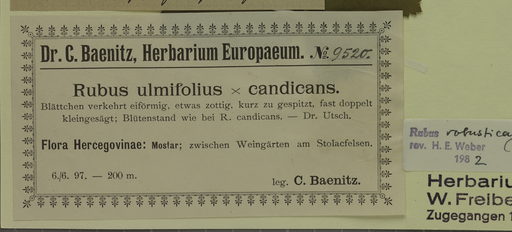 Dr. C. Baenitz, Herbarium Europaeum. No. 9520.
Rubus ulmifolius × candicans.
Blättchen verkehrt eiförmig, etwas zottig, kurz zu gespitzt, fast doppelt
kleingesägt; Blütenstand wie bei R. candicans. — Dr. Utsch.
Flora Hercegovinae: Mostar; zwischen Weingärten am Stolacfelsen.
6./6. 97. — 200 m.
leg. C. Baenitz.
Rubus robustica
rev. H. E. Weber
1982
Herbariu
W. Freibe
Zugegangen 1